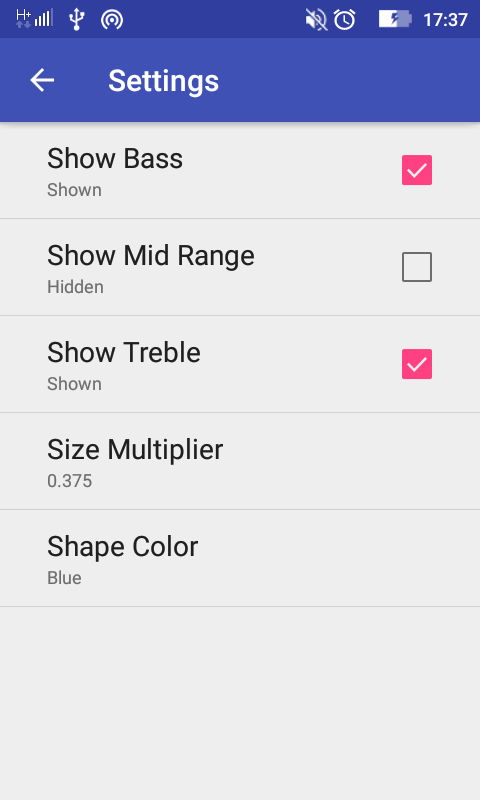 H+ 17:37
Settings
Show Bass
Shown
Show Mid Range
Hidden
Show Treble
Shown
Size Multiplier
0.375
Shape Color
Blue